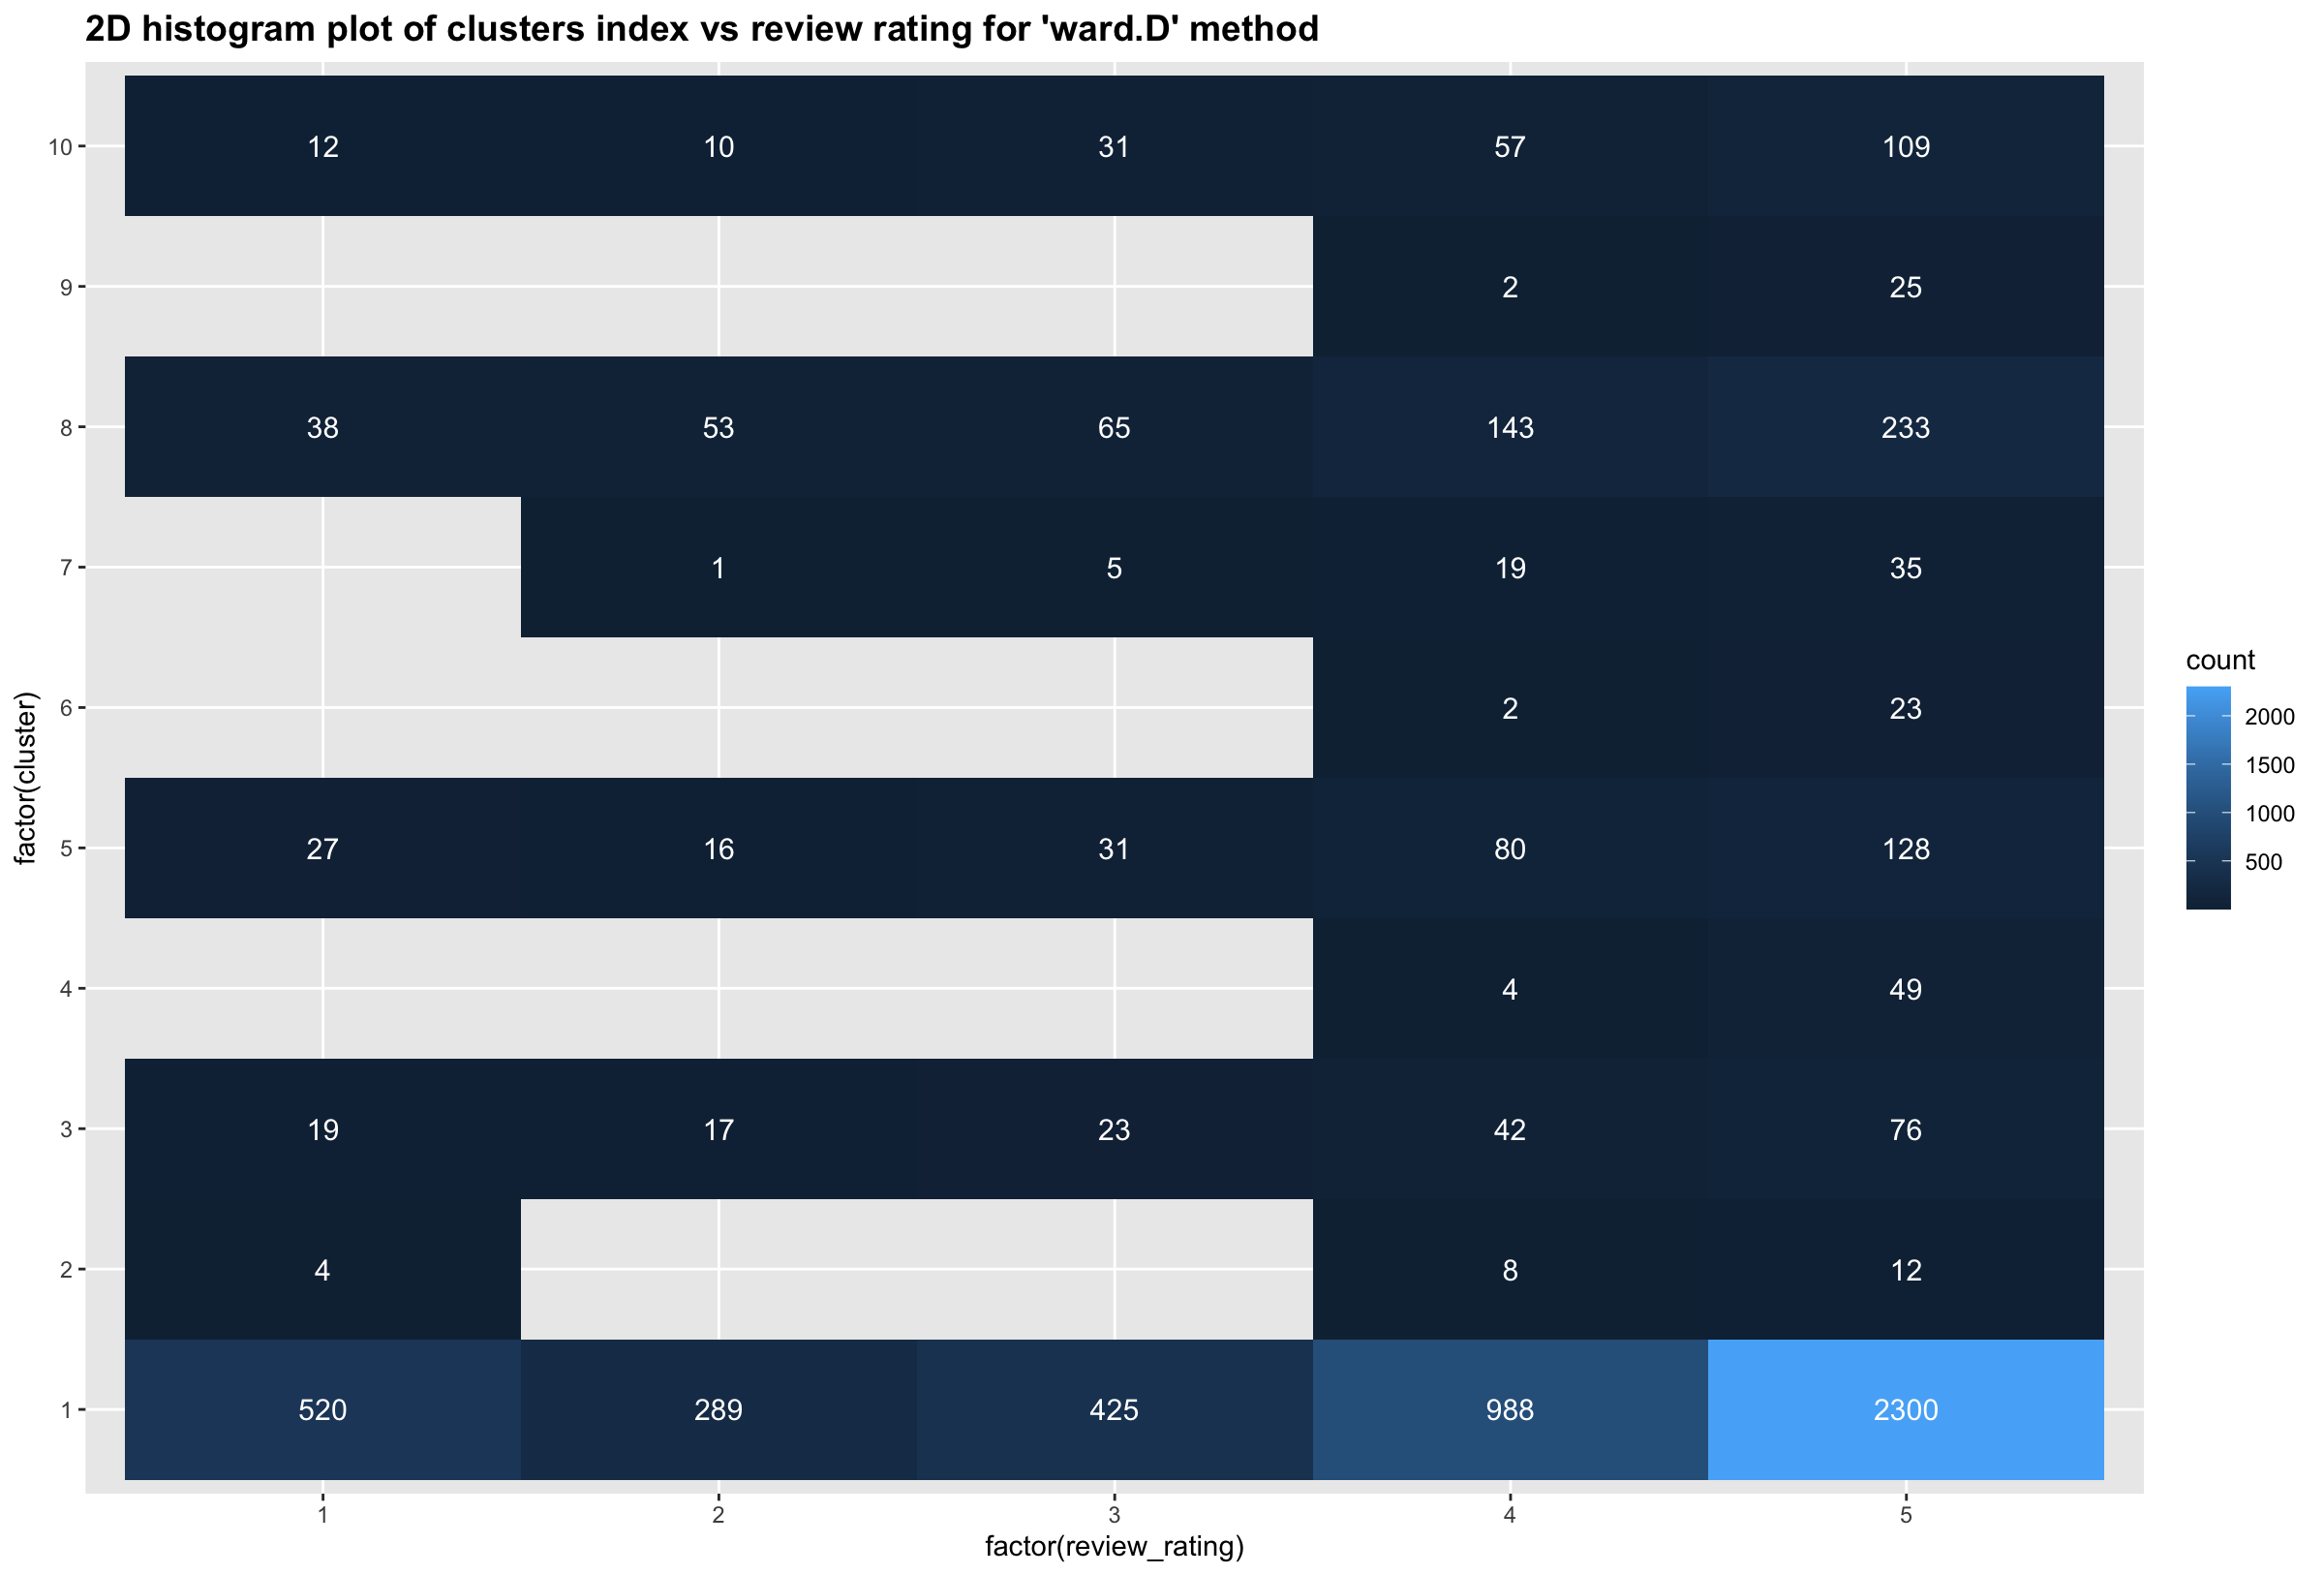 2D histogram plot of clusters index vs review rating for 'ward.D' method
factor(cluster)
10 12 10 31 57 109
9 2 25
8 38 53 65 143 233
7 1 5 19 35
6 2 23
5 27 16 31 80 128
4 4 49
3 19 17 23 42 76
2 4 8 12
1 520 289 425 988 2300
1 2 3 4 5
factor(review_rating)
count
2000
1500
1000
500